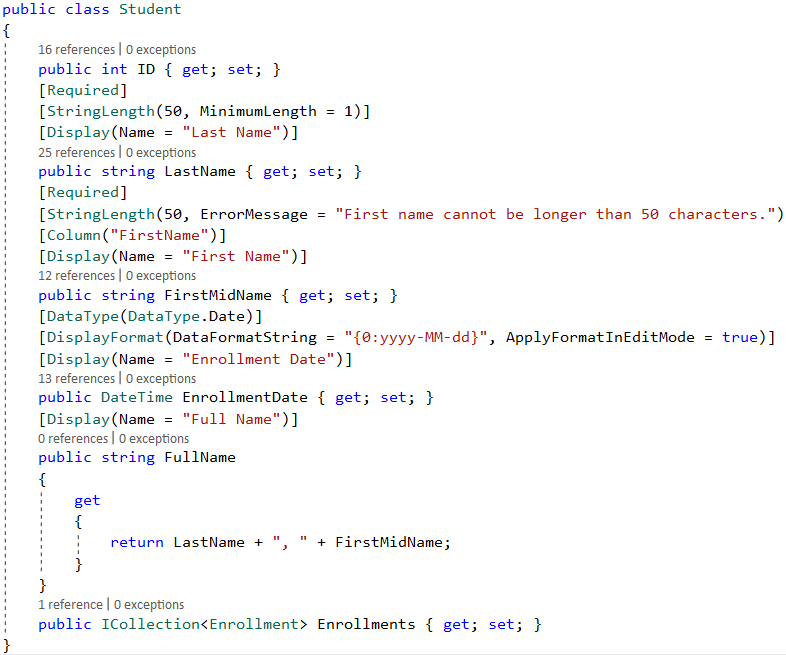 public class Student
{
16 references | 0 exceptions
public int ID { get; set; }
[Required]
[StringLength(50, MinimumLength = 1)]
[Display(Name = "Last Name")]
25 references | 0 exceptions
public string LastName { get; set; }
[Required]
[StringLength(50, ErrorMessage = "First name cannot be longer than 50 characters.")
[Column("FirstName")]
[Display(Name = "First Name")]
12 references | 0 exceptions
public string FirstMidName { get; set; }
[DataType(DataType.Date)]
[DisplayFormat(DataFormatString = "{0:yyyy-MM-dd}", ApplyFormatInEditMode = true)]
[Display(Name = "Enrollment Date")]
13 references | 0 exceptions
public DateTime EnrollmentDate { get; set; }
[Display(Name = "Full Name")]
0 references | 0 exceptions
public string FullName
{
get
{
return LastName + ", " + FirstMidName;
}
}
1 reference | 0 exceptions
public ICollection<Enrollment> Enrollments { get; set; }
}